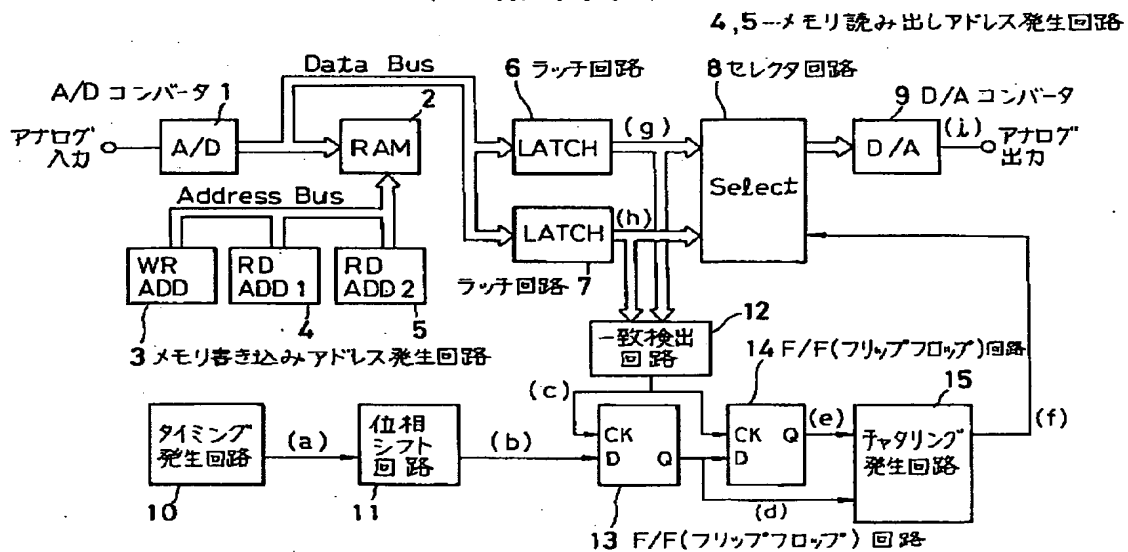 4,5---メモリ読み出しアドレス発生回路
A/Dコンバータ 1
Data Bus
2
6 ラッチ回路
8 セレクタ回路
9 D/Aコンバータ
アナログ
入力
A/D
RAM
LATCH
(g)
Select
D/A
(i)
アナログ
出力
Address Bus
LATCH
(h)
WR
ADD
RD
ADD1
RD
ADD2
ラッチ回路 7
4
5
3 メモリ書き込みアドレス発生回路
一致検出
回路
12
14 F/F(フリップフロップ)回路
15
(c)
タイミング
発生回路
(a)
位相
シフト
回路
(b)
CK
D
Q
CK
Q
D
(e)
チャタリング
発生回路
(f)
(d)
10
11
13 F/F(フリップフロップ)回路